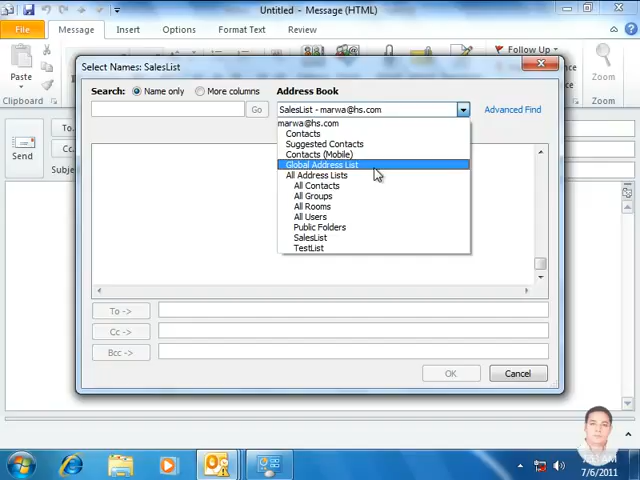 Untitled - Message (HTML)
File
Message
Insert
Options
Format Text
Review
Paste
Clipboard
Follow Up
Zoom
Zoom
Send
To...
Cc...
Subject
Select Names: SalesList
Search:
Name only
More columns
Address Book
Go
SalesList - marwa@hs.com
Advanced Find
marwa@hs.com
Contacts
Suggested Contacts
Contacts (Mobile)
Global Address List
All Address Lists
All Contacts
All Groups
All Rooms
All Users
Public Folders
SalesList
TestList
To ->
Cc ->
Bcc ->
OK
Cancel
AM
7/6/2011